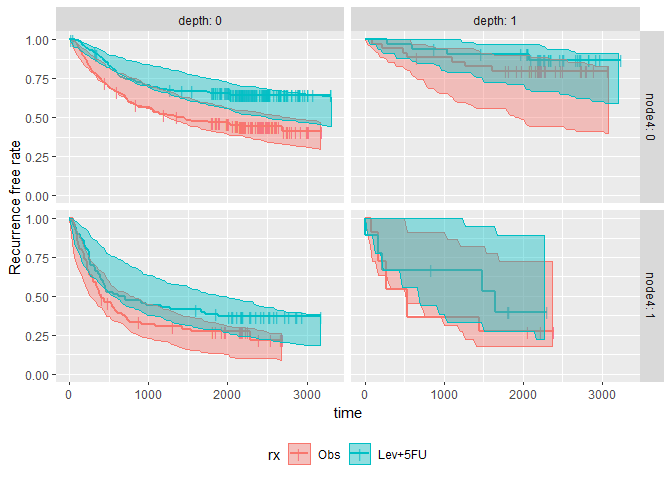 depth: 0 depth: 1
1.00
0.75
0.50
0.25
0.00
node4: 0
1.00
0.75
0.50
0.25
0.00
node4: 1
Recurrence free rate
0 1000 2000 3000 0 1000 2000 3000
time
rx Obs Lev+5FU